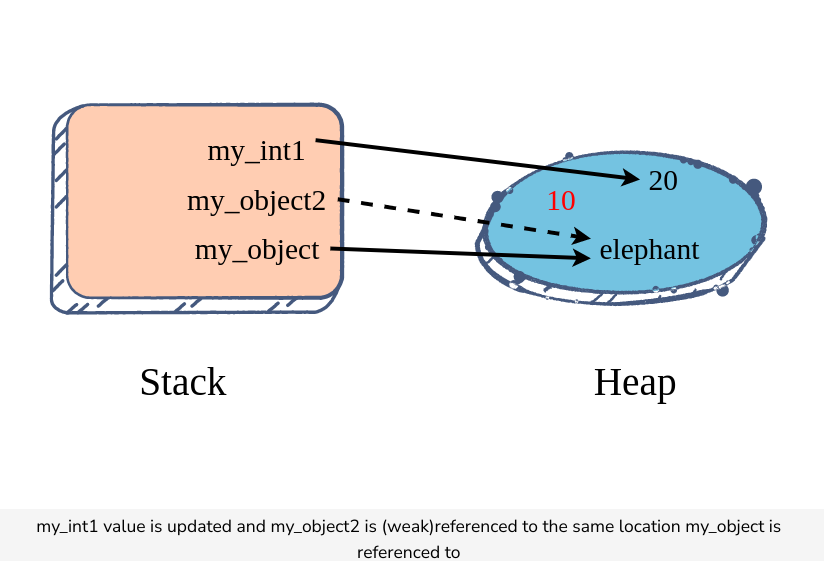 my_int1
20
my_object2
10
my_object
elephant
Stack
Heap
my_int1 value is updated and my_object2 is (weak)referenced to the same location my_object is
referenced to